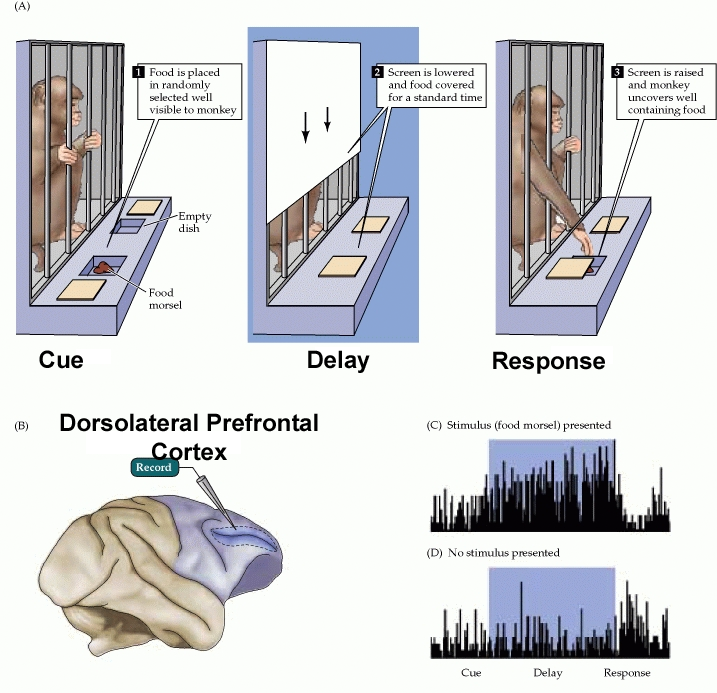 (A)
1 Food is placed
in randomly
selected well
visible to monkey
2 Screen is lowered
and food covered
for a standard time
3 Screen is raised
and monkey
uncovers well
containing food
Empty
dish
Food
morsel
Cue
Delay
Response
(B)
Dorsolateral Prefrontal
Cortex
Record
(C) Stimulus (food morsel) presented
(D) No stimulus presented
Cue
Delay
Response